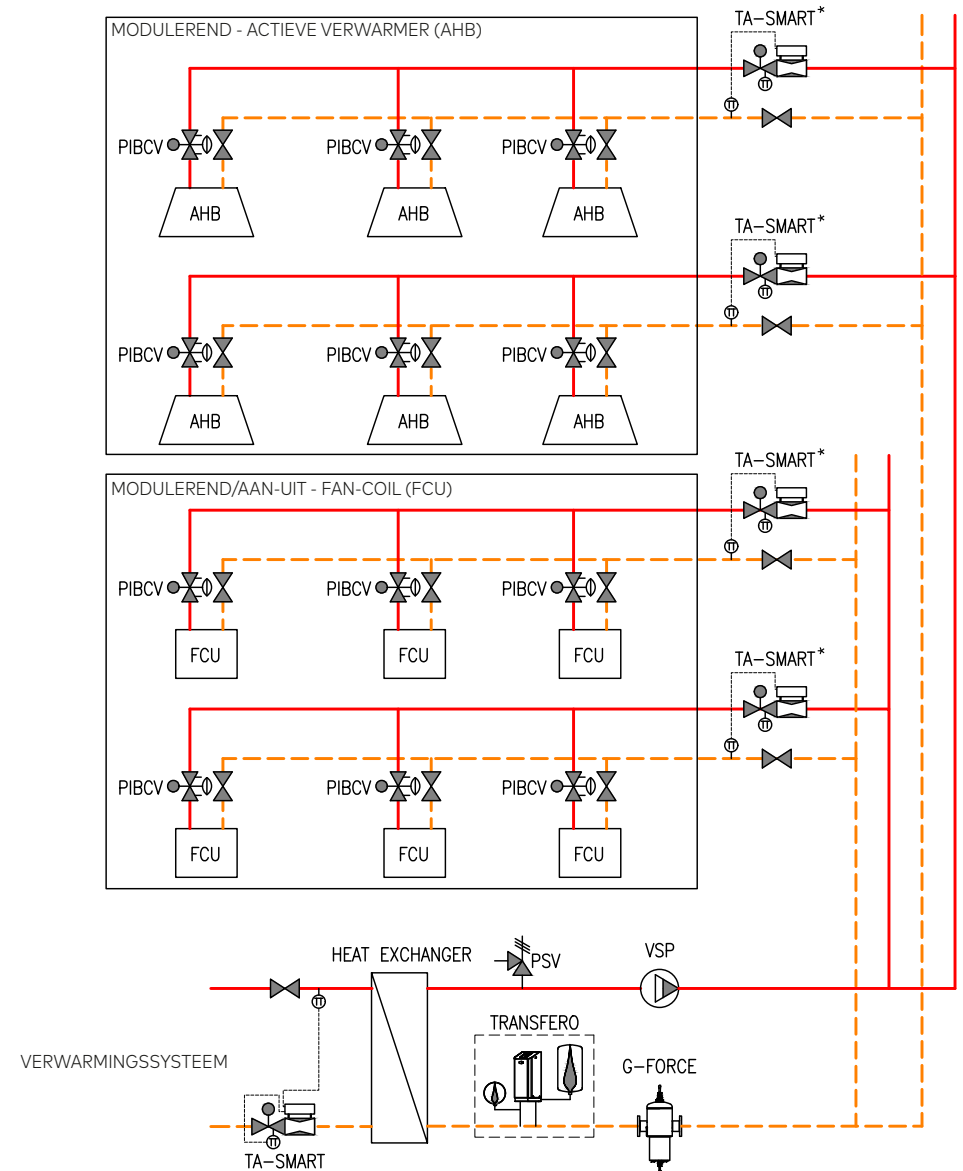 TA-SMART*
MODULEREND - ACTIEVE VERWARMER (AHB)
PIBCV PIBCV PIBCV
AHB AHB AHB
TA-SMART*
PIBCV PIBCV PIBCV
AHB AHB AHB
TA-SMART*
MODULEREND/AAN-UIT - FAN-COIL (FCU)
PIBCV PIBCV PIBCV
FCU FCU FCU
TA-SMART*
PIBCV PIBCV PIBCV
FCU FCU FCU
HEAT EXCHANGER
PSV
VSP
TRANSFERO
VERWARMINGSSYSTEEM
G-FORCE
TA-SMART